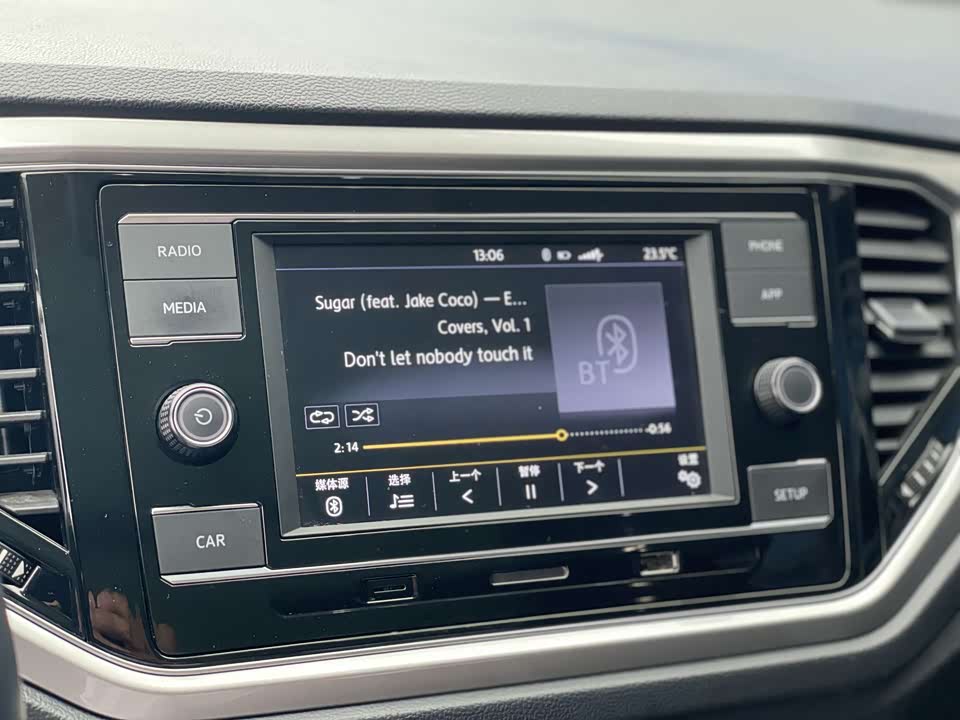 RADIO
MEDIA
CAR
PHONE
APP
SETUP
13:06
23.5°C
Sugar (feat. Jake Coco) — E...
Covers, Vol. 1
Don't let nobody touch it
BT
2:14
-0:56
媒体源
选择
上一个
暂停
下一个
设置